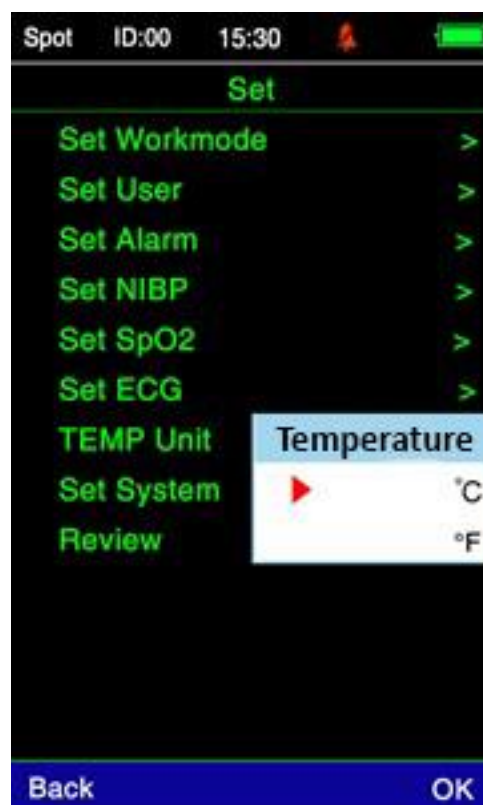 Spot ID:00 15:30
Set
Set Workmode >
Set User >
Set Alarm >
Set NIBP >
Set SpO2 >
Set ECG >
TEMP Unit
Set System
Review
Temperature
°C
°F
Back OK